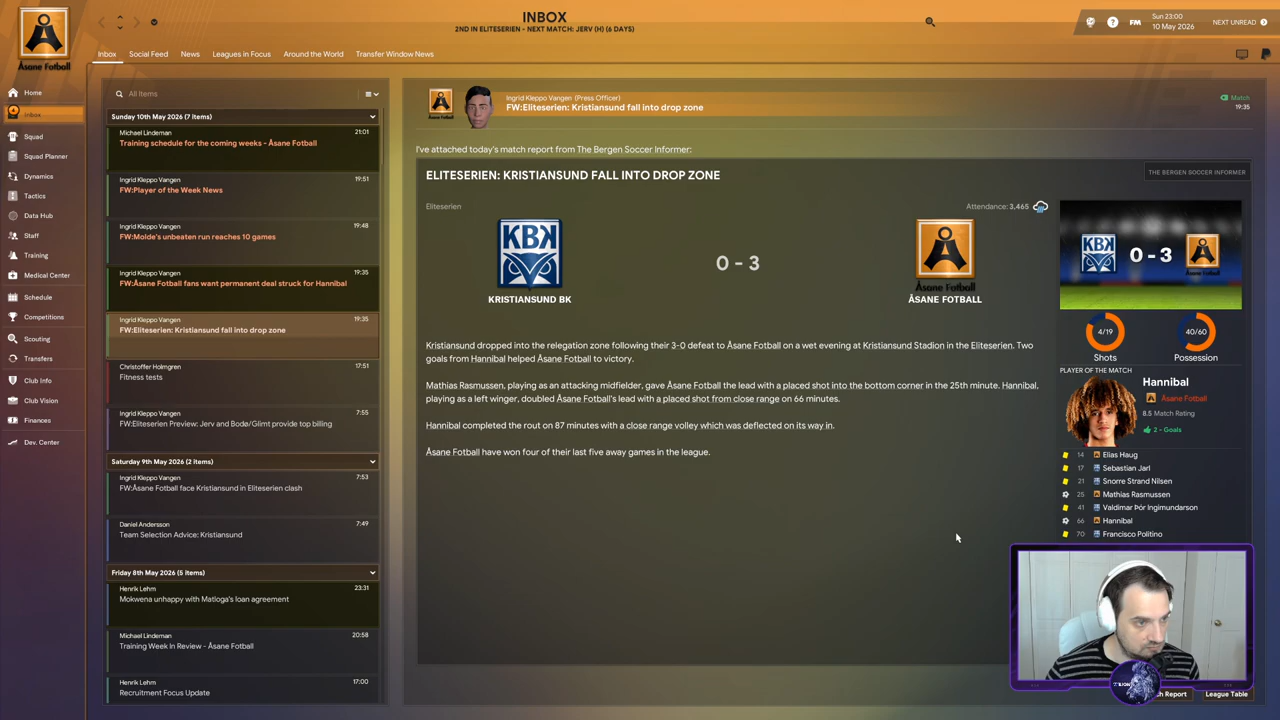 INBOX
2ND IN ELITESERIEN - NEXT MATCH: JERV (H) (6 DAYS)
FM
Sun 23:00
10 May 2026
NEXT UNREAD
Åsane Fotball
Inbox
Social Feed
News
Leagues in Focus
Around the World
Transfer Window News
Home
Inbox
Squad
Squad Planner
Dynamics
Tactics
Data Hub
Staff
Training
Medical Center
Schedule
Competitions
Scouting
Transfers
Club Info
Club Vision
Finances
Dev. Center
All Items
Sunday 10th May 2026 (7 items)
Michael Lindeman 21:01
Training schedule for the coming weeks - Åsane Fotball
Ingrid Kleppo Vangen 19:51
FW:Player of the Week News
Ingrid Kleppo Vangen 19:48
FW:Molde's unbeaten run reaches 10 games
Ingrid Kleppo Vangen 19:35
FW:Åsane Fotball fans want permanent deal struck for Hannibal
Ingrid Kleppo Vangen 19:35
FW:Eliteserien: Kristiansund fall into drop zone
Christoffer Holmgren 17:51
Fitness tests
Ingrid Kleppo Vangen 7:55
FW:Eliteserien Preview: Jerv and Bodø/Glimt provide top billing
Saturday 9th May 2026 (2 items)
Ingrid Kleppo Vangen 7:53
FW:Åsane Fotball face Kristiansund in Eliteserien clash
Daniel Andersson 7:49
Team Selection Advice: Kristiansund
Friday 8th May 2026 (5 items)
Henrik Lehm 23:31
Mokwena unhappy with Matloga's loan agreement
Michael Lindeman 20:58
Training Week In Review - Åsane Fotball
Henrik Lehm 17:00
Recruitment Focus Update
Ingrid Kleppo Vangen (Press Officer)
FW:Eliteserien: Kristiansund fall into drop zone
Match
19:35
I've attached today's match report from The Bergen Soccer Informer:
ELITESERIEN: KRISTIANSUND FALL INTO DROP ZONE
THE BERGEN SOCCER INFORMER
Eliteserien
Attendance: 3,465
KBK
0 - 3
Åsane Fotball
KRISTIANSUND BK
ÅSANE FOTBALL
Kristiansund dropped into the relegation zone following their 3-0 defeat to Åsane Fotball on a wet evening at Kristiansund Stadion in the Eliteserien. Two
goals from Hannibal helped Åsane Fotball to victory.
Mathias Rasmussen, playing as an attacking midfielder, gave Åsane Fotball the lead with a placed shot into the bottom corner in the 25th minute. Hannibal,
playing as a left winger, doubled Åsane Fotball's lead with a placed shot from close range on 66 minutes.
Hannibal completed the rout on 87 minutes with a close range volley which was deflected on its way in.
Åsane Fotball have won four of their last five away games in the league.
KBK
0 - 3
4/19
Shots
40/60
Possession
PLAYER OF THE MATCH
Hannibal
Åsane Fotball
8.5 Match Rating
2 - Goals
14 Elias Haug
17 Sebastian Jarl
21 Snorre Strand Nilsen
25 Mathias Rasmussen
41 Valdimar Þór Ingimundarson
66 Hannibal
70 Francisco Politino
h Report
League Table